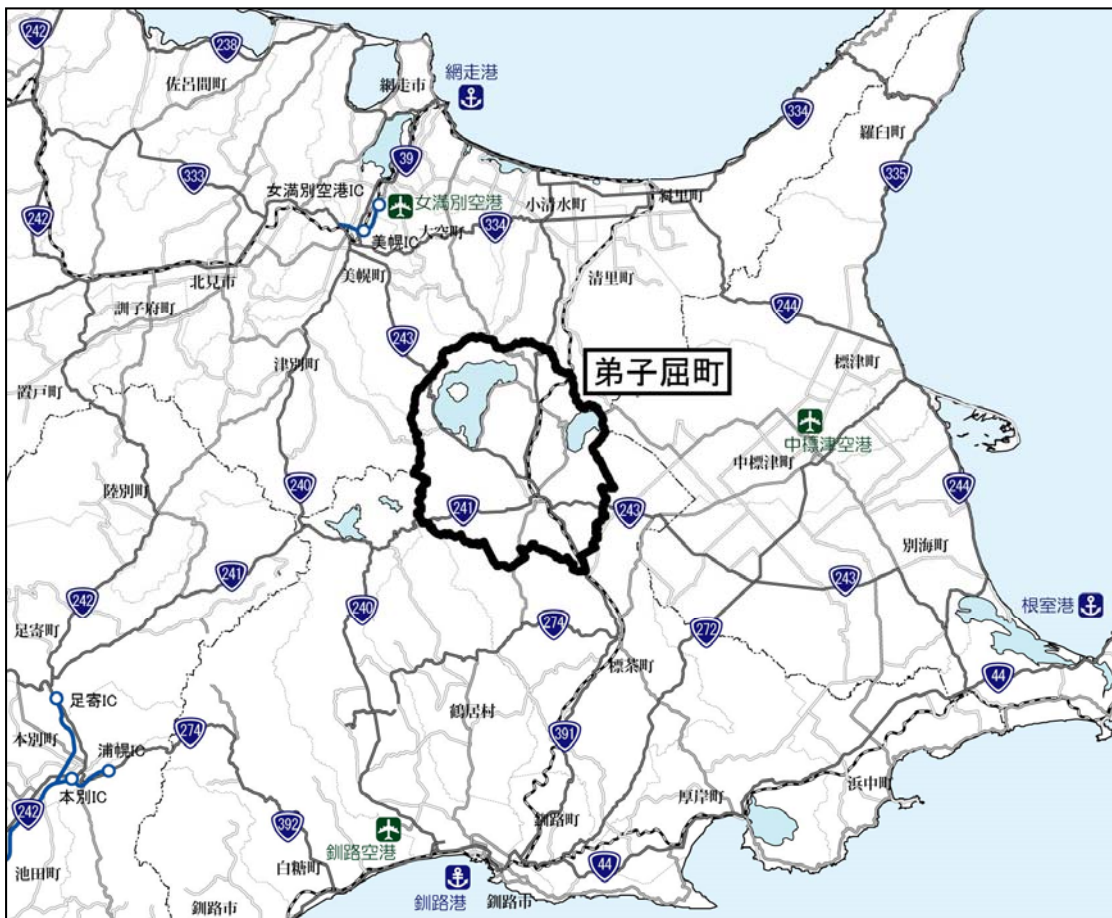 242
238
佐呂間町
網走市
網走港
334
羅臼町
335
333
39
女満別空港IC
女満別空港
小清水町
斜里町
242
美幌IC
大空町
334
北見市
美幌町
清里町
訓子府町
244
243
弟子屈町
標津町
津別町
置戸町
中標津空港
中標津町
陸別町
240
241
243
244
別海町
241
243
242
240
足寄町
274
272
根室港
標茶町
44
足寄IC
鶴居村
本別町
274
浦幌IC
391
本別IC
浜中町
厚岸町
242
392
釧路空港
釧路町
池田町
白糠町
44
釧路港
釧路市
釧路市